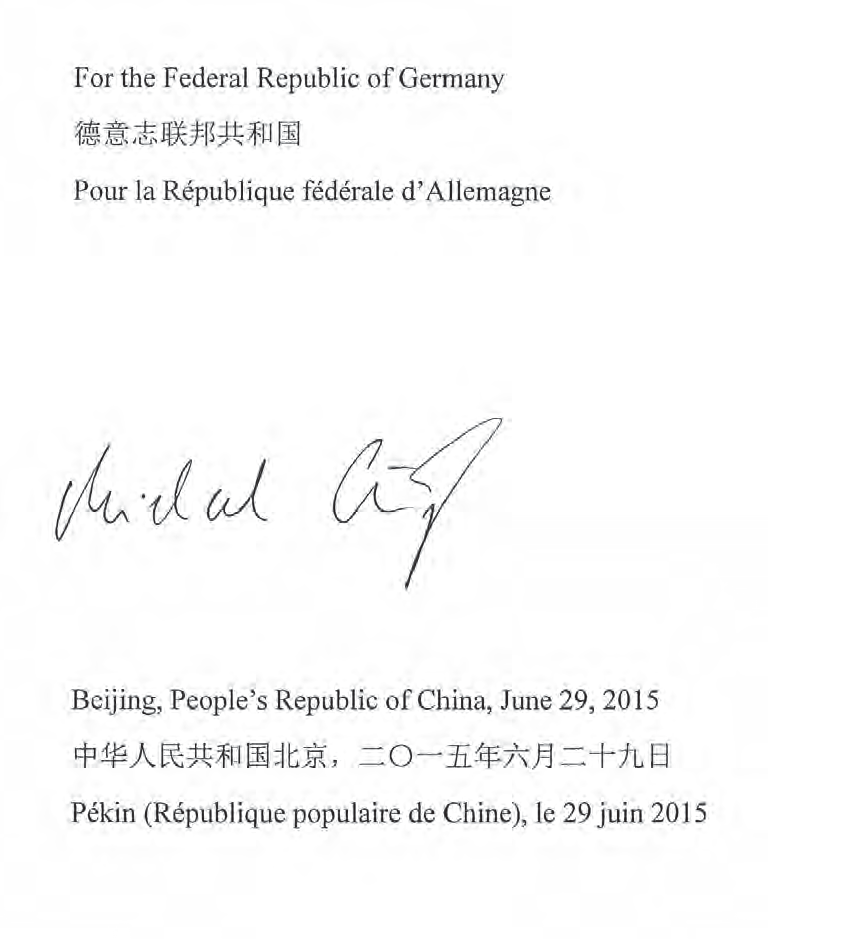 For the Federal Republic of Germany
德意志联邦共和国
Pour la République fédérale d'Allemagne
Beijing, People's Republic of China, June 29, 2015
中华人民共和国北京，二〇一五年六月二十九日
Pékin (République populaire de Chine), le 29 juin 2015